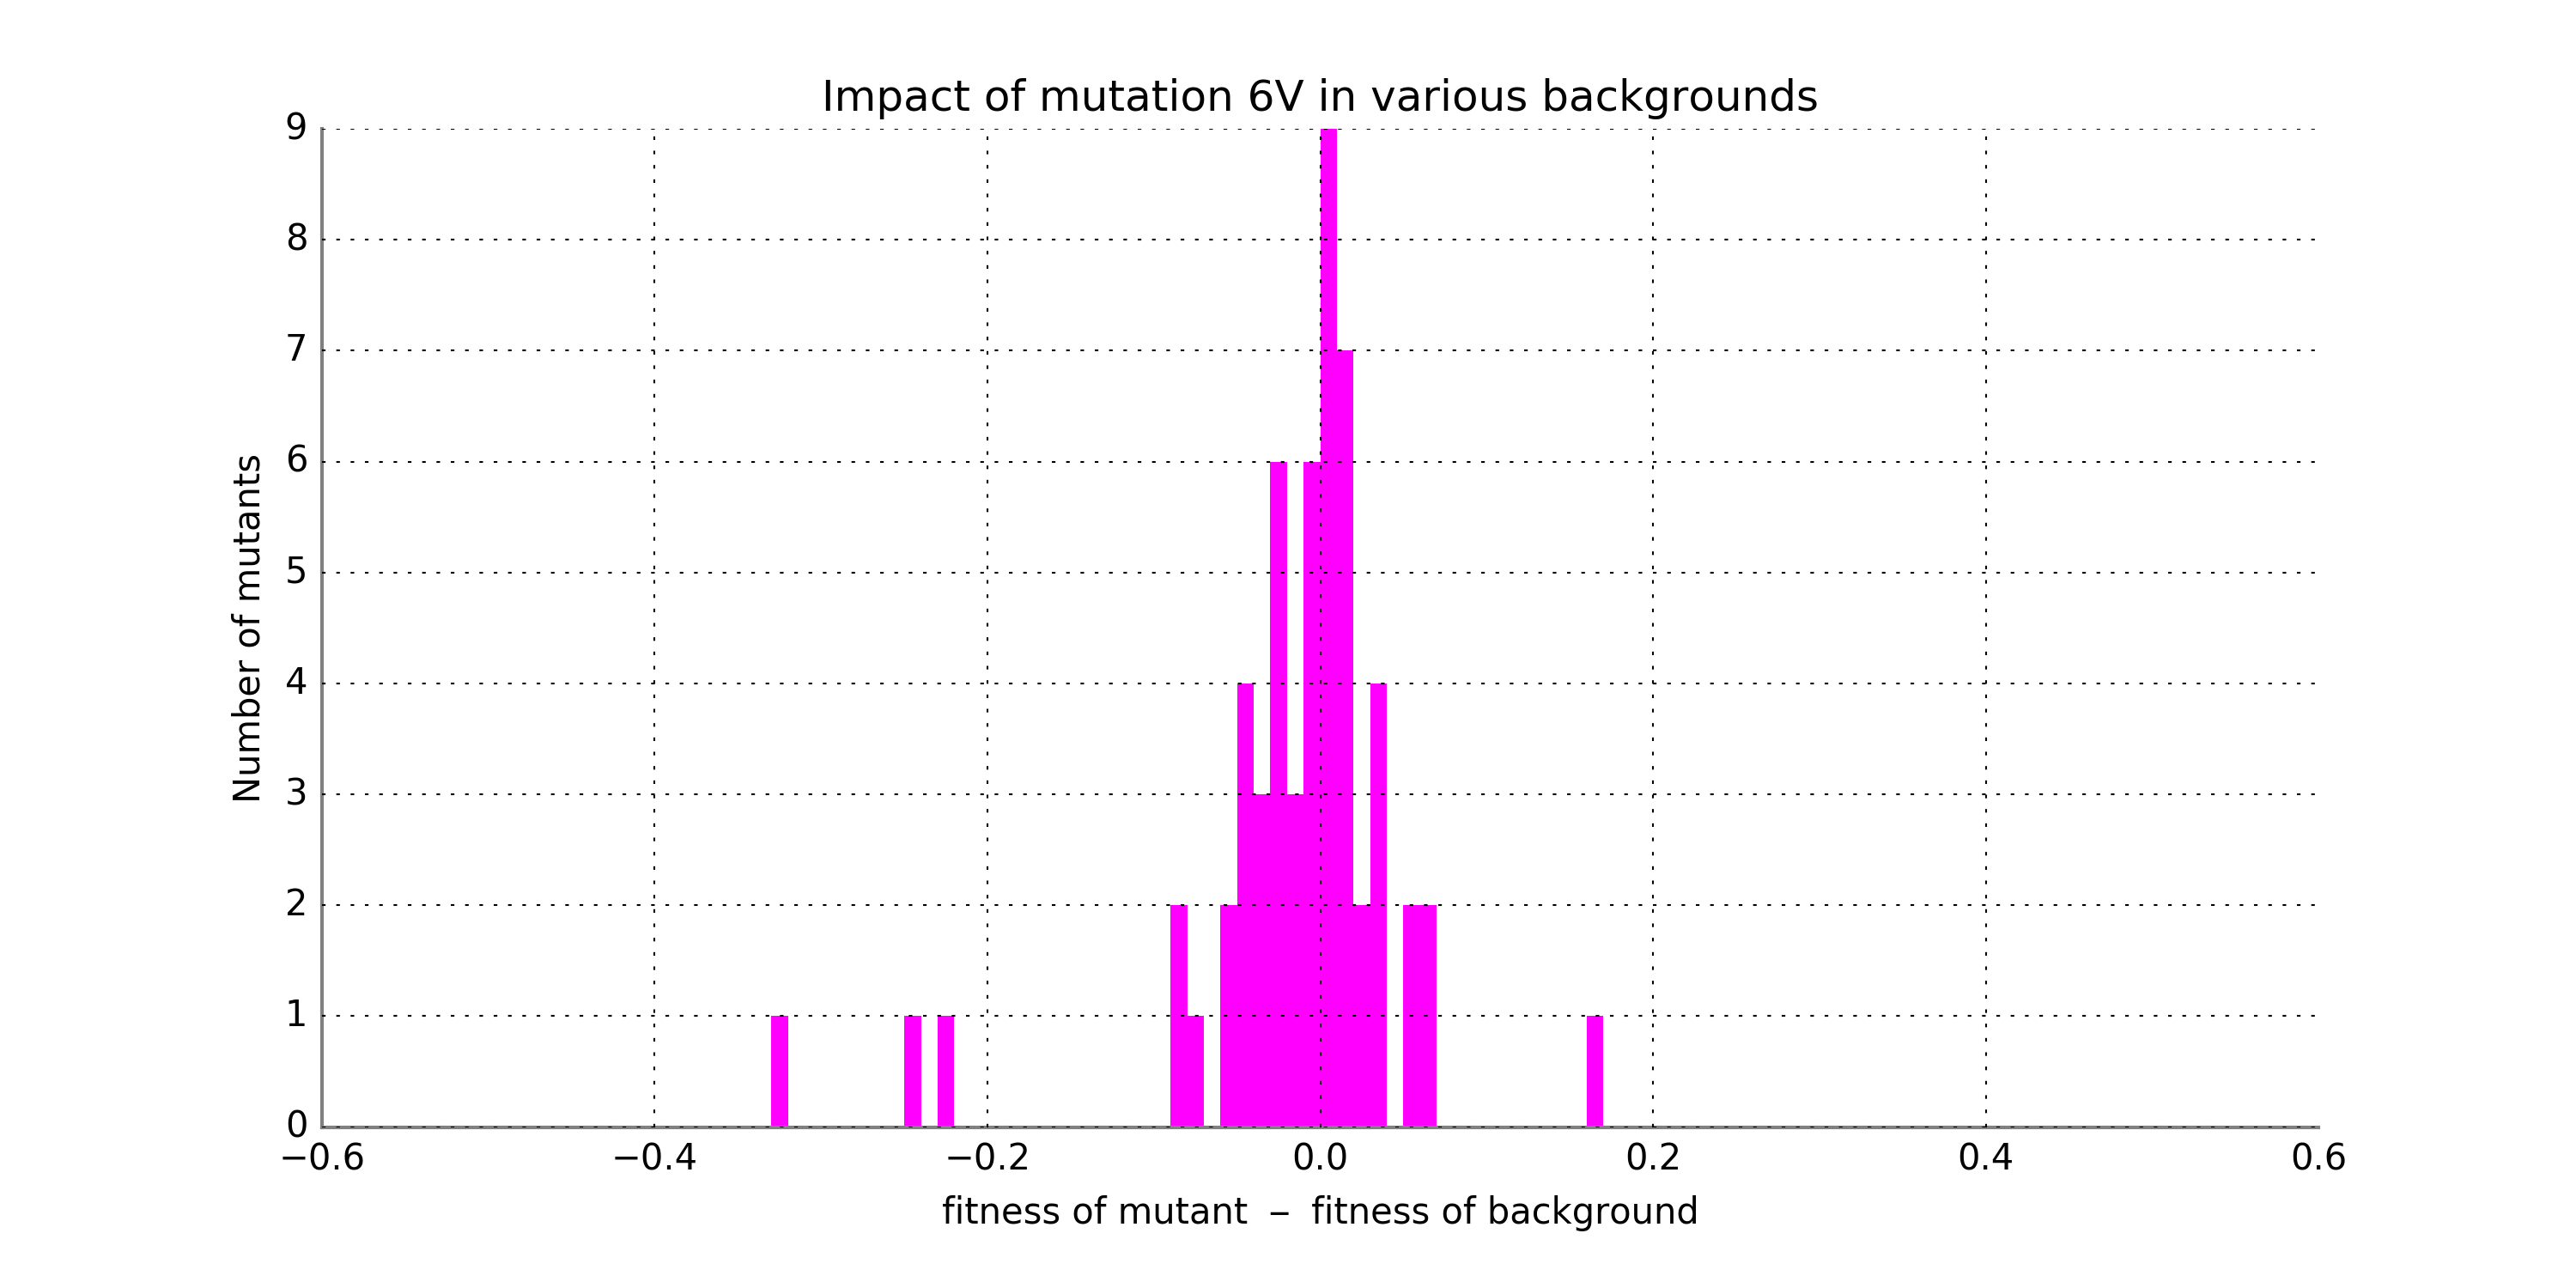 Impact of mutation 6V in various backgrounds
9
8
7
6
5
4
3
2
1
0
Number of mutants
−0.6 −0.4 −0.2 0.0 0.2 0.4 0.6
fitness of mutant − fitness of background